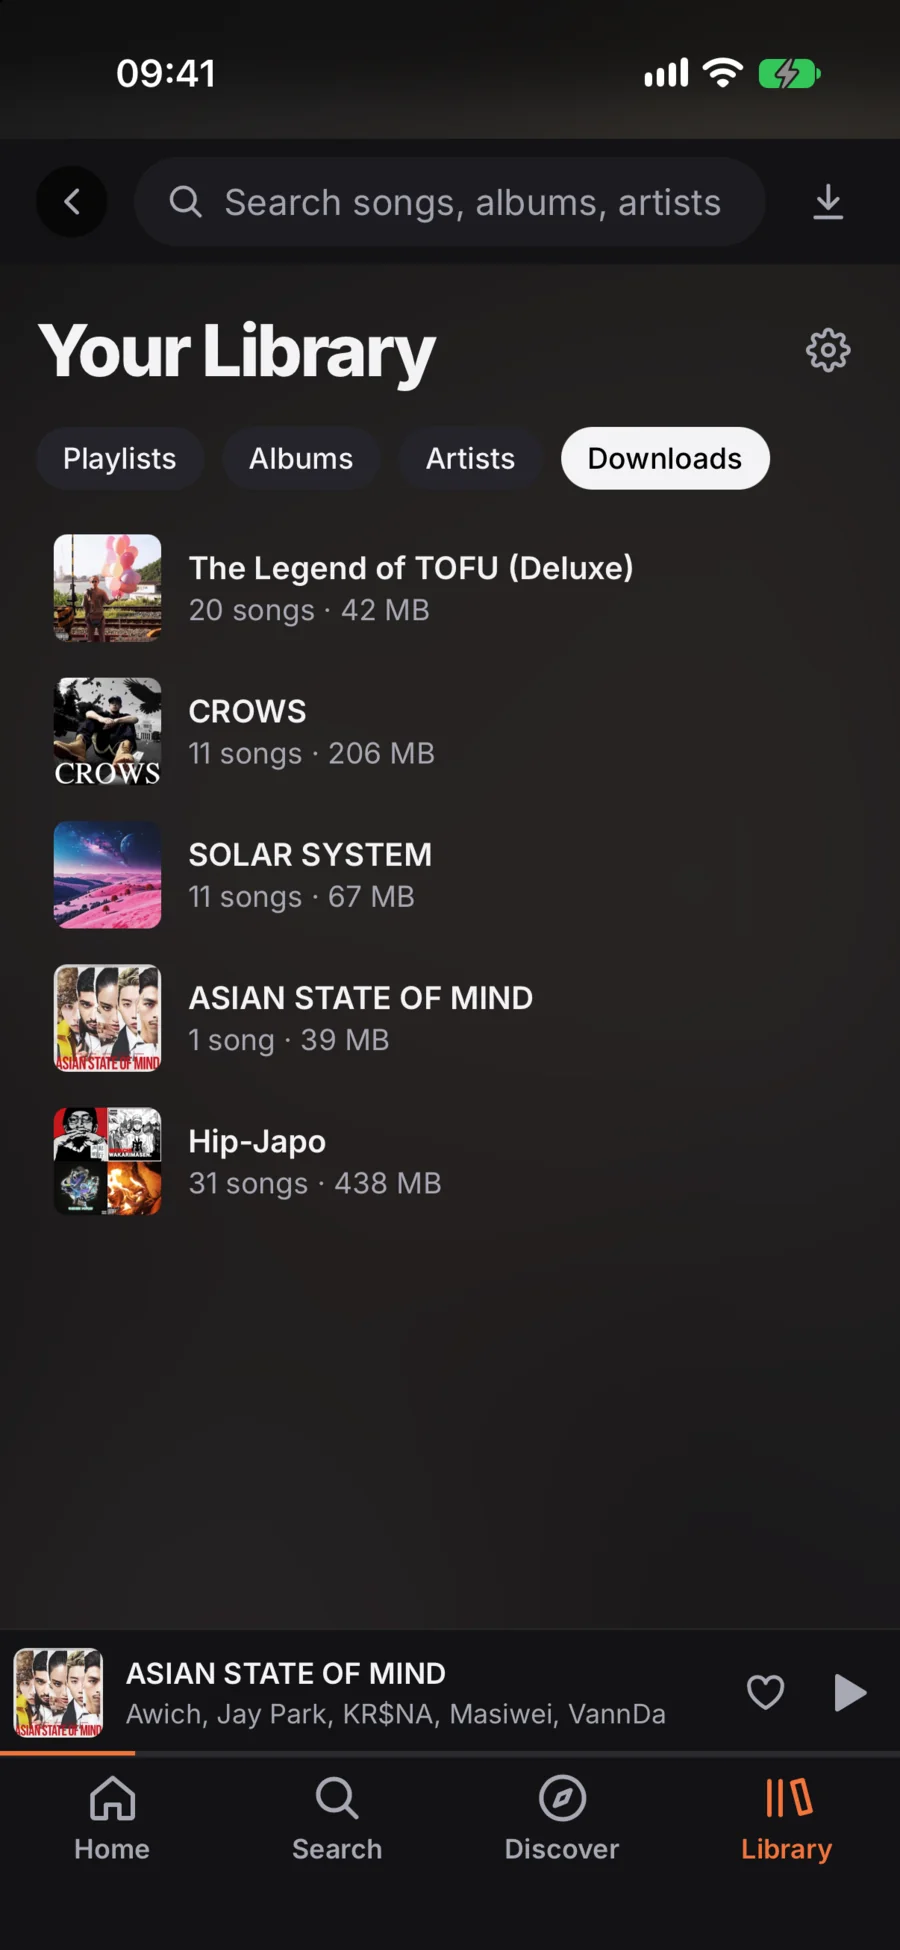 09:41
Search songs, albums, artists
Your Library
Playlists
Albums
Artists
Downloads
The Legend of TOFU (Deluxe)
20 songs · 42 MB
CROWS
CROWS
11 songs · 206 MB
SOLAR SYSTEM
11 songs · 67 MB
ASIAN STATE OF MIND
ASIAN STATE OF MIND
1 song · 39 MB
WAKARIMASEN.
Hip-Japo
31 songs · 438 MB
ASIAN STATE OF MIND
ASIAN STATE OF MIND
Awich, Jay Park, KR$NA, Masiwei, VannDa
Home
Search
Discover
Library